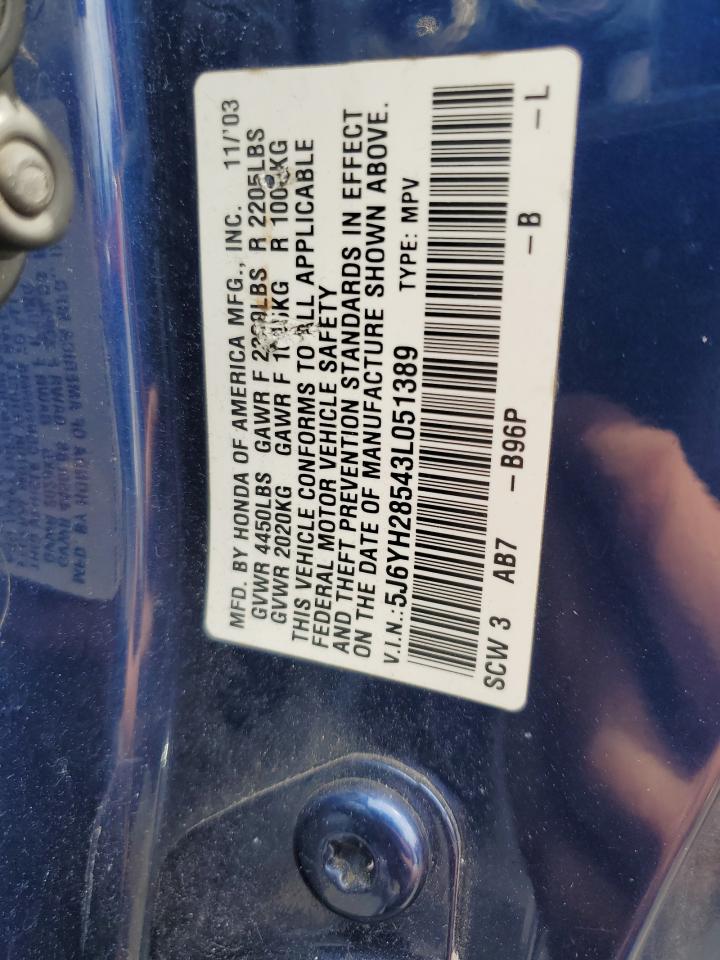 MFD. BY HONDA OF AMERICA MFG., INC. 11/'03
GVWR 4450LBS GAWR F LBS R 2205LBS
GVWR 2020KG GAWR F R
THIS VEHICLE CONFORMS TO ALL APPLICABLE
FEDERAL MOTOR VEHICLE SAFETY
AND THEFT PREVENTION STANDARDS IN EFFECT
ON THE DATE OF MANUFACTURE SHOWN ABOVE.
V.I.N.:5J6YH28543L051389 TYPE: MPV
SCW 3 AB7 –B96P –B –L